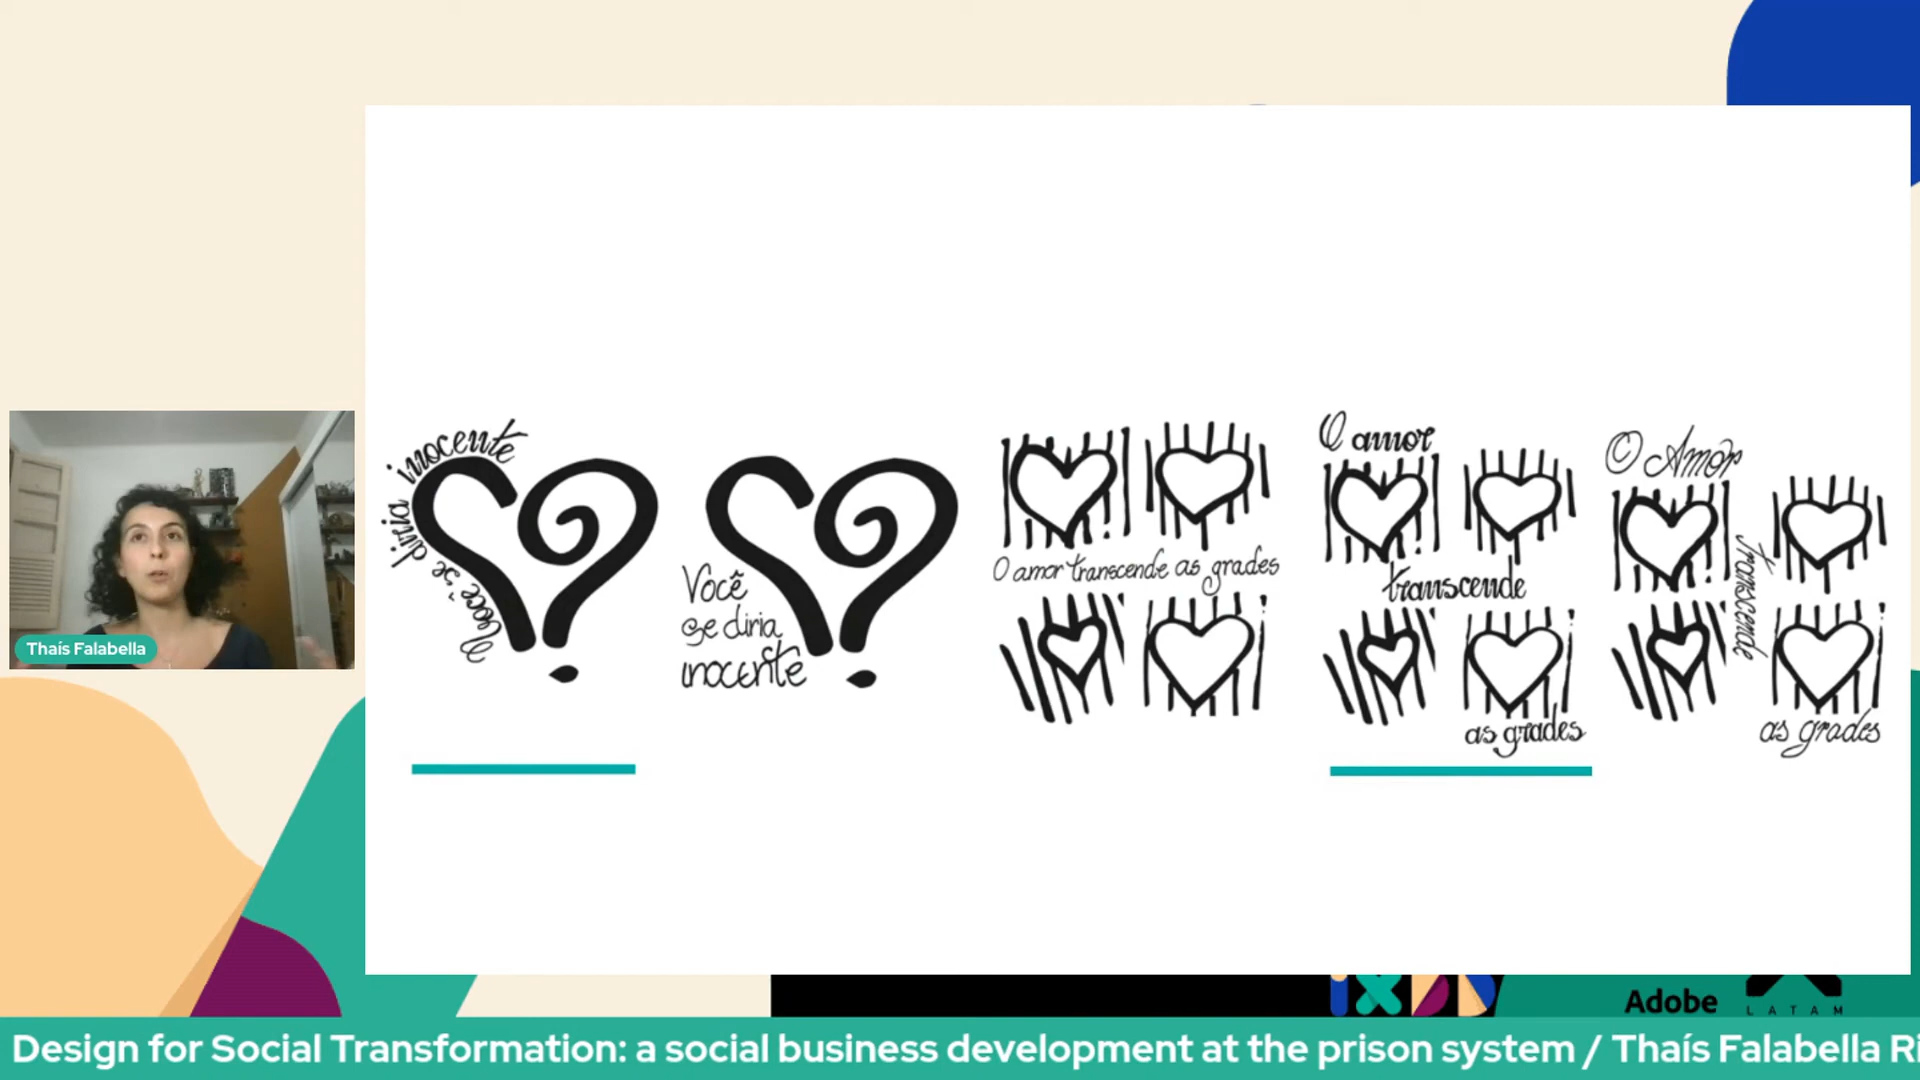 Você se diria inocente
Você
se diria
inocente
O amor transcende as grades
O amor
transcende
as grades
O Amor
transcende
as grades
Thaís Falabella
Adobe
LATAM
Design for Social Transformation: a social business development at the prison system / Thaís Falabella Ri